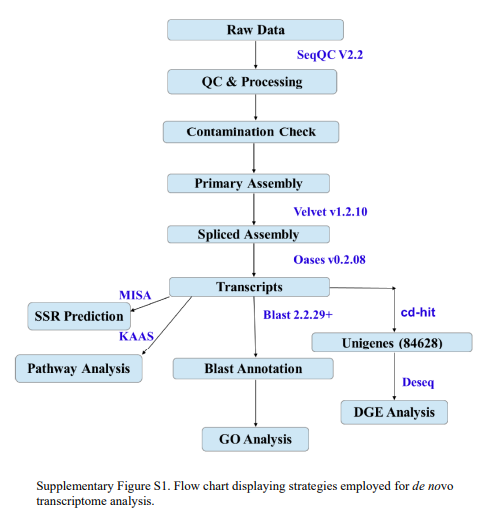 Raw Data
SeqQC V2.2
QC & Processing
Contamination Check
Primary Assembly
Velvet v1.2.10
Spliced Assembly
Oases v0.2.08
Transcripts
MISA
SSR Prediction
KAAS
Pathway Analysis
Blast 2.2.29+
Blast Annotation
GO Analysis
cd-hit
Unigenes (84628)
Deseq
DGE Analysis
Supplementary Figure S1. Flow chart displaying strategies employed for de novo
transcriptome analysis.